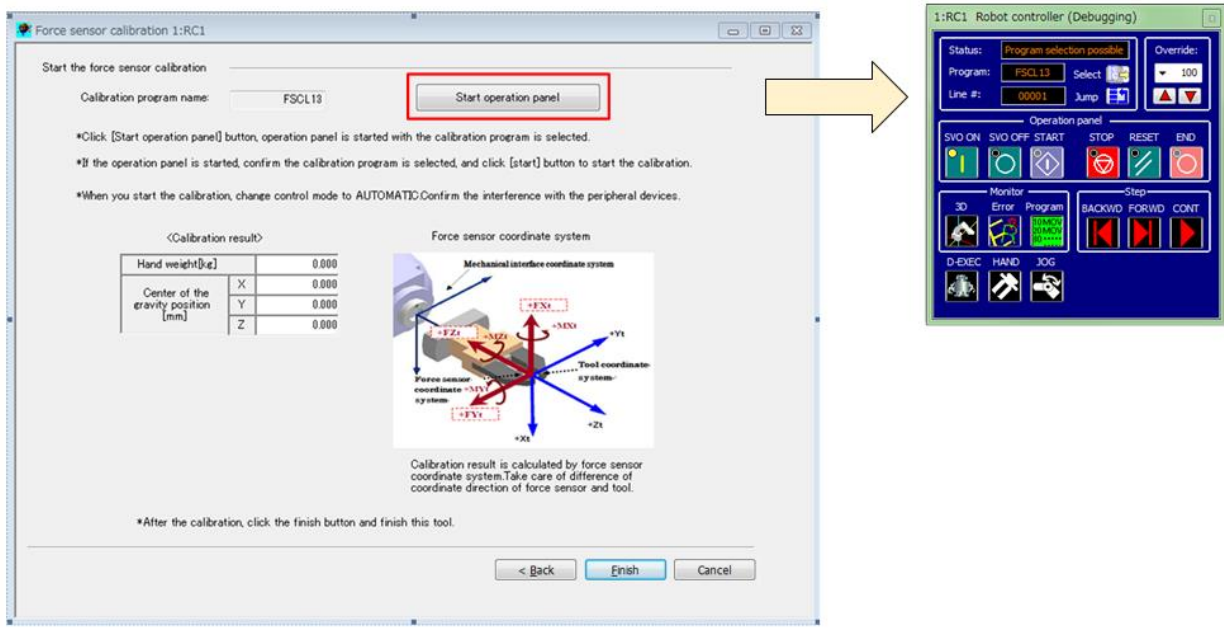 Force sensor calibration 1:RC1
Start the force sensor calibration
Calibration program name: FSCL13 Start operation panel
*Click [Start operation panel] button, operation panel is started with the calibration program is selected.
*If the operation panel is started, confirm the calibration program is selected, and click [start] button to start the calibration.
*When you start the calibration, change control mode to AUTOMATIC.Confirm the interference with the peripheral devices.
<Calibration result>
Hand weight[kg] 0.000
Center of the gravity position [mm]
X 0.000
Y 0.000
Z 0.000
Force sensor coordinate system
Mechanical interface coordinate system
+FXt
+MXt
+FZt
+MZt
+Yt
Tool coordinate
system
Force sensor
coordinate
system
+MYt
+FYt
+Zt
+Xt
Calibration result is calculated by force sensor
coordinate system.Take care of difference of
coordinate direction of force sensor and tool.
*After the calibration, click the finish button and finish this tool.
< Back Finish Cancel
1:RC1 Robot controller (Debugging)
Status: Program selection possible Override:
Program: FSCL13 Select 100
Line #: 00001 Jump
Operation panel
SVO ON SVO OFF START STOP RESET END
Monitor Step
3D Error Program BACKWD FORWD CONT
10MOV
20MOV
D-EXEC HAND JOG